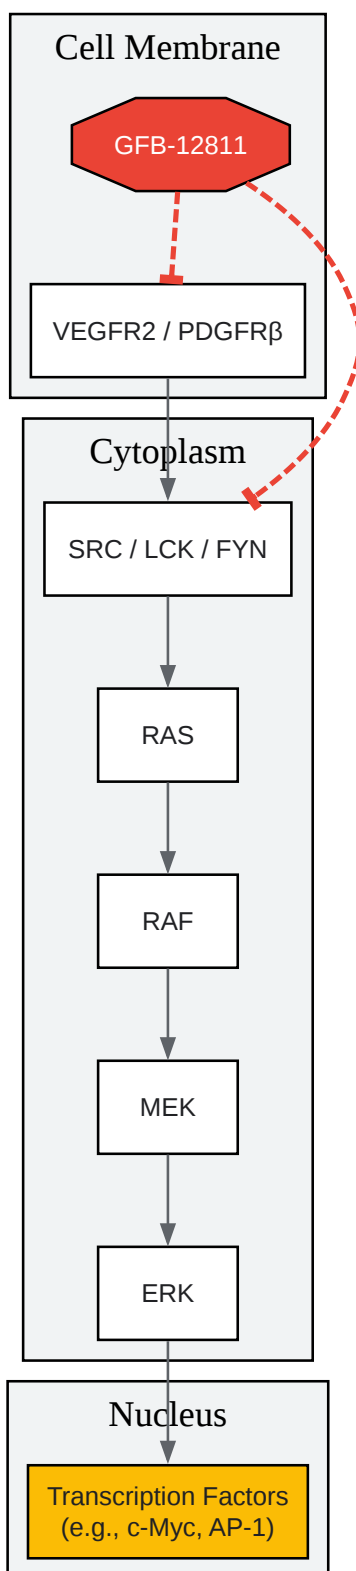 Cell Membrane
GFB-12811
VEGFR2 / PDGFRβ
Cytoplasm
SRC / LCK / FYN
RAS
RAF
MEK
ERK
Nucleus
Transcription Factors
(e.g., c-Myc, AP-1)